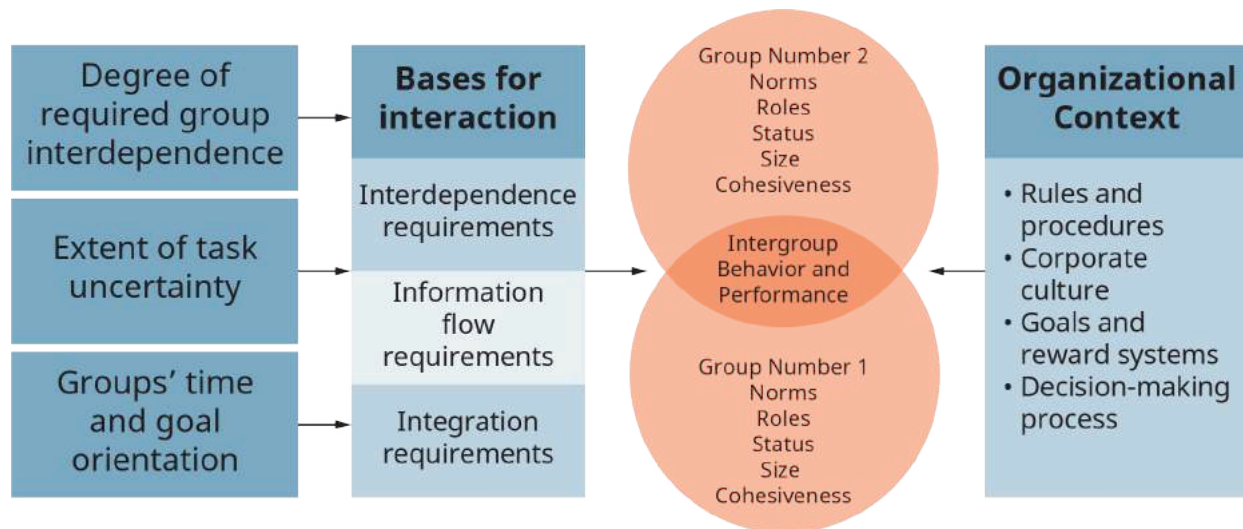 Degree of
required group
interdependence
Extent of task
uncertainty
Groups’ time
and goal
orientation
Bases for
interaction
Interdependence
requirements
Information
flow
requirements
Integration
requirements
Group Number 2
Norms
Roles
Status
Size
Cohesiveness
Intergroup
Behavior and
Performance
Group Number 1
Norms
Roles
Status
Size
Cohesiveness
Organizational
Context
• Rules and
procedures
• Corporate
culture
• Goals and
reward systems
• Decision-making
process